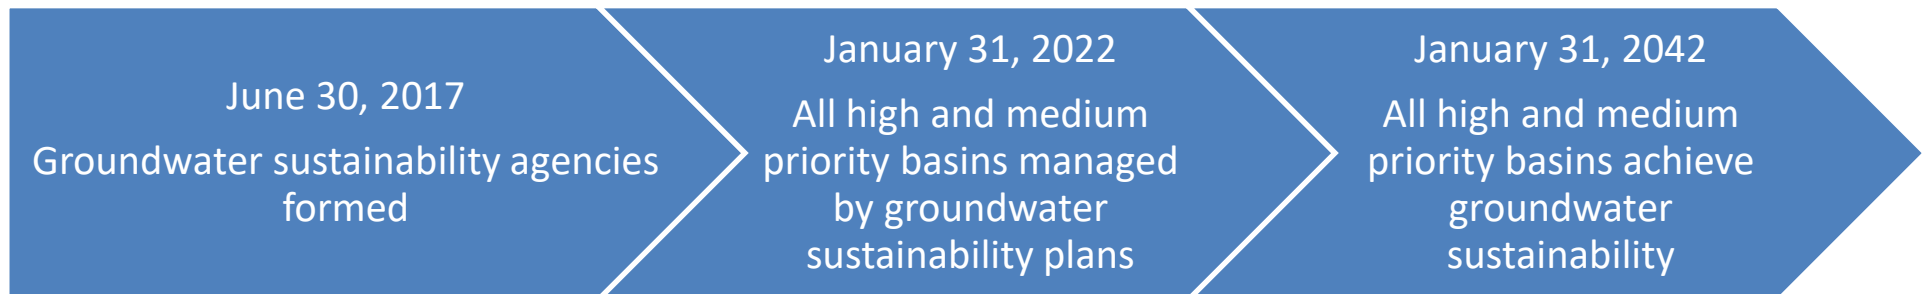 June 30, 2017
Groundwater sustainability agencies
formed
January 31, 2022
All high and medium
priority basins managed
by groundwater
sustainability plans
January 31, 2042
All high and medium
priority basins achieve
groundwater
sustainability